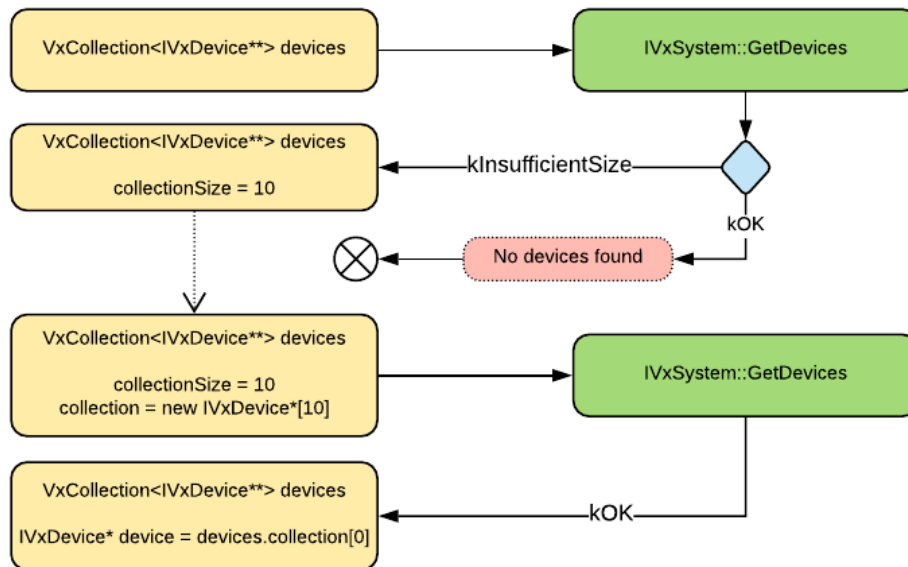 VxCollection<IVxDevice**> devices
IVxSystem::GetDevices
VxCollection<IVxDevice**> devices
collectionSize = 10
kInsufficientSize
kOK
No devices found
VxCollection<IVxDevice**> devices
collectionSize = 10
collection = new IVxDevice*[10]
IVxSystem::GetDevices
VxCollection<IVxDevice**> devices
IVxDevice* device = devices.collection[0]
kOK